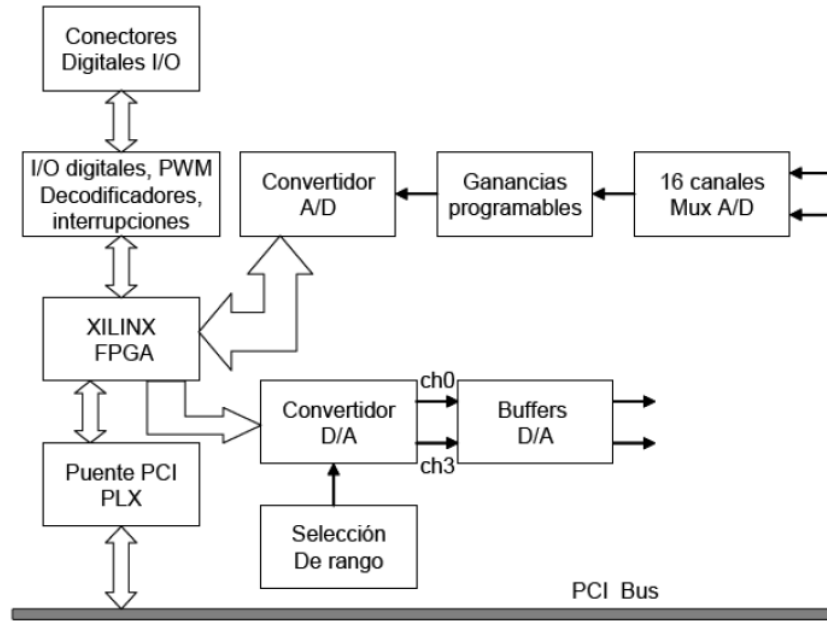 Conectores
Digitales I/O
I/O digitales, PWM
Decodificadores,
interrupciones
Convertidor
A/D
Ganancias
programables
16 canales
Mux A/D
XILINX
FPGA
Convertidor
D/A
ch0
ch3
Buffers
D/A
Puente PCI
PLX
Selección
De rango
PCI Bus